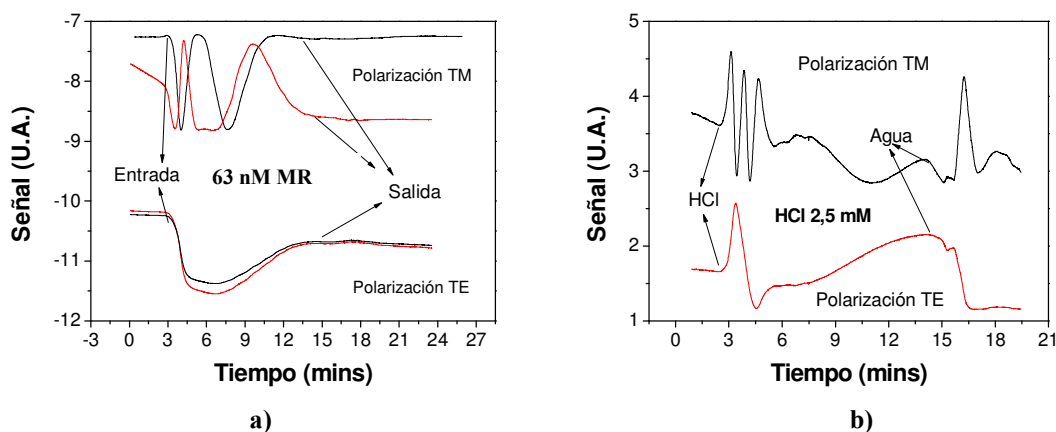 -7
-8
-9
-10
-11
-12
Señal (U.A.)
Polarización TM
Entrada
63 nM MR
Salida
Polarización TE
-3 0 3 6 9 12 15 18 21 24 27
Tiempo (mins)
a)
5
4
3
2
1
Señal (U.A.)
Polarización TM
Agua
HCl
HCl 2,5 mM
Polarización TE
0 3 6 9 12 15 18 21
Tiempo (mins)
b)